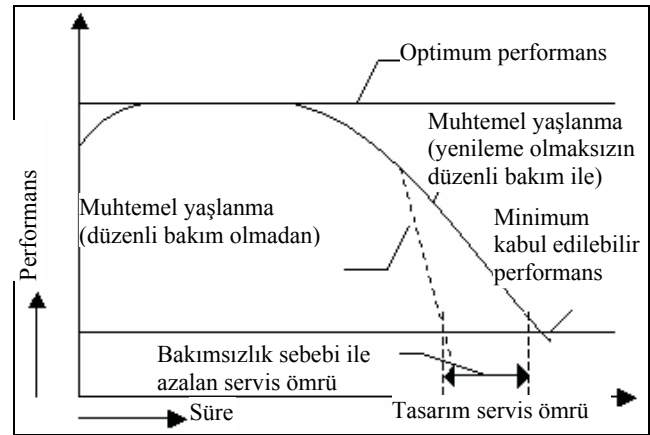 Optimum performans
Muhtemel yaşlanma
(yenileme olmaksızın
düzenli bakım ile)
Muhtemel yaşlanma
(düzenli bakım olmadan)
Minimum
kabul edilebilir
performans
Performans
Bakımsızlık sebebi ile
azalan servis ömrü
Süre
Tasarım servis ömrü